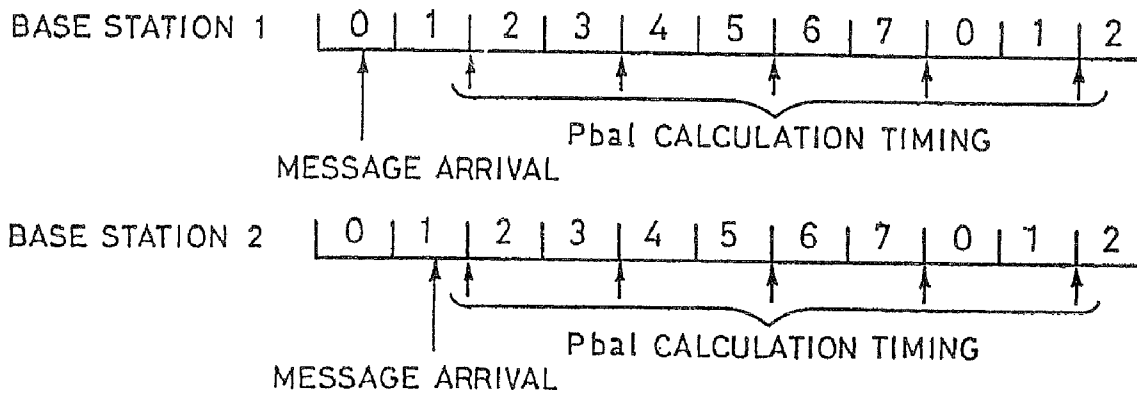 BASE STATION 1 | 0 | 1 | 2 | 3 | 4 | 5 | 6 | 7 | 0 | 1 | 2
Pbal CALCULATION TIMING
MESSAGE ARRIVAL
BASE STATION 2 | 0 | 1 | 2 | 3 | 4 | 5 | 6 | 7 | 0 | 1 | 2
Pbal CALCULATION TIMING
MESSAGE ARRIVAL